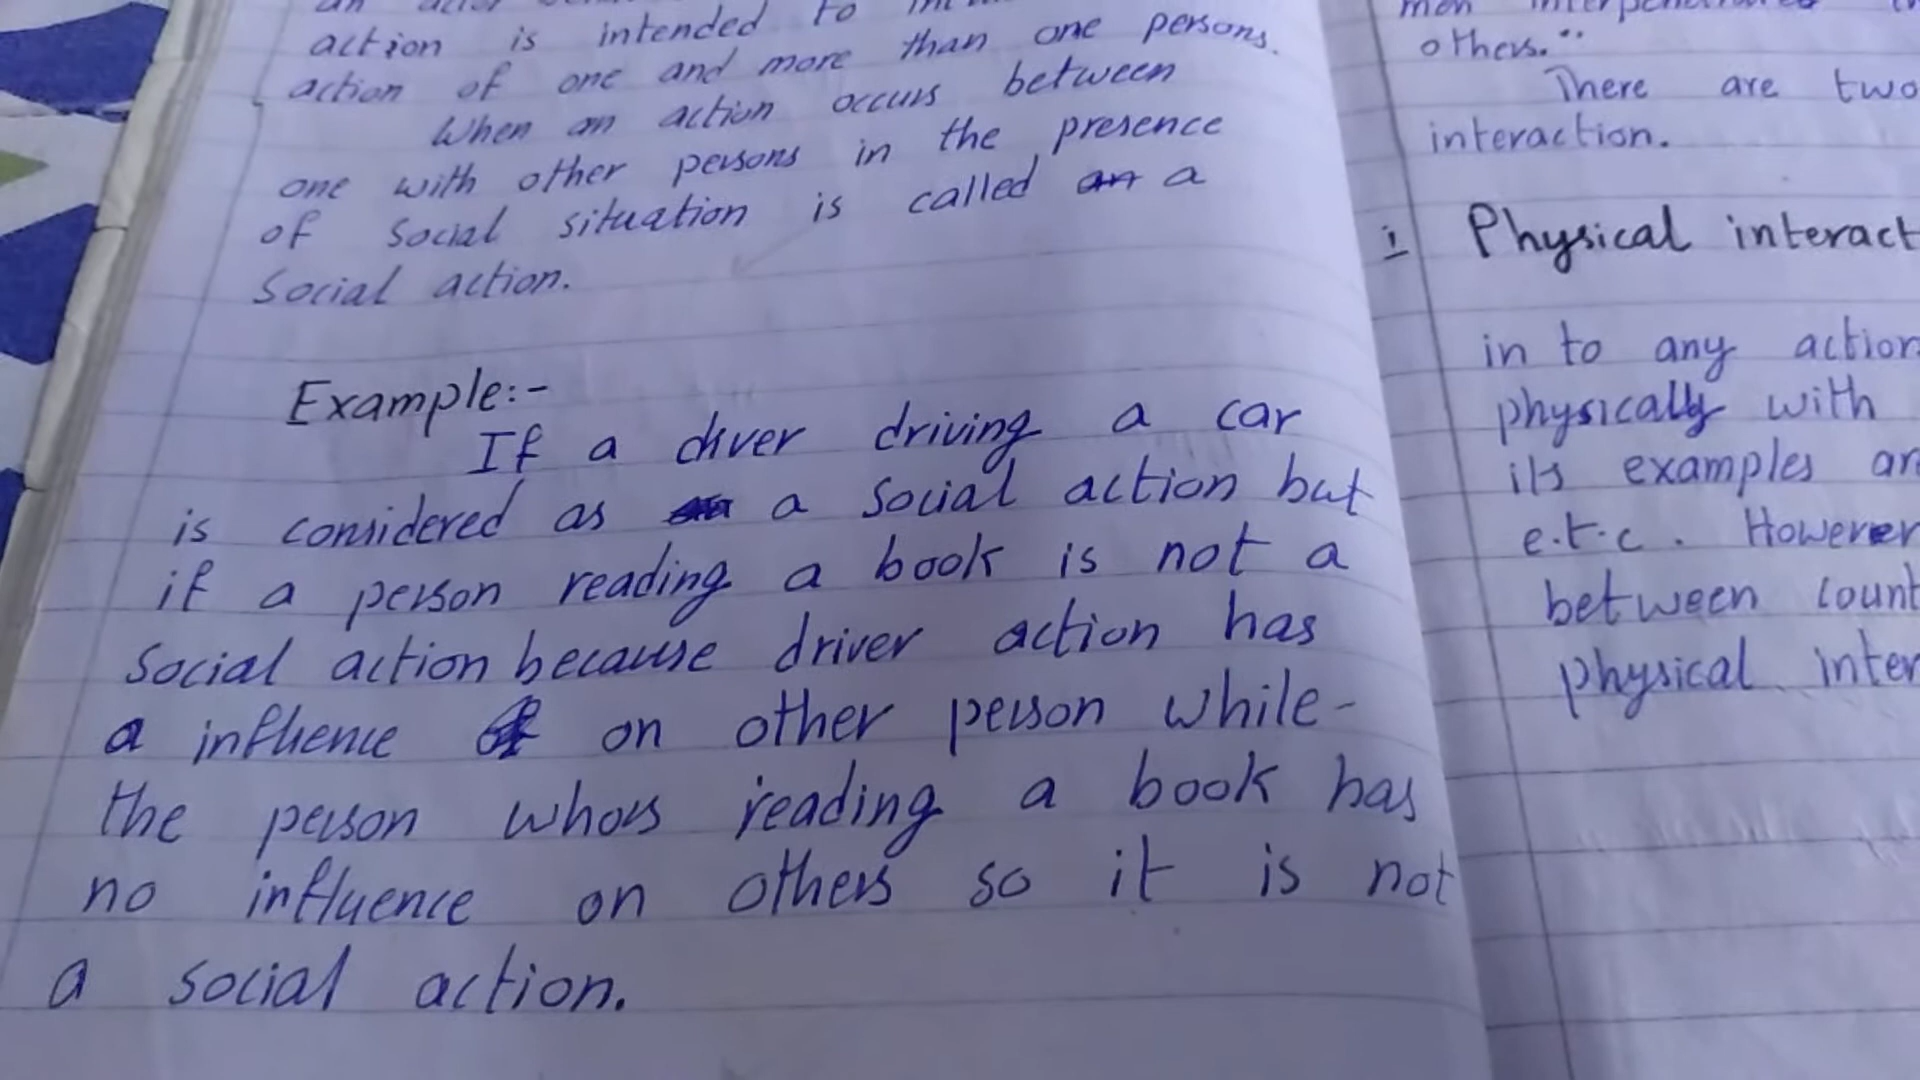 action is intended to
action of one and more than one persons.
When an action occurs between
one with other persons in the presence
of Social situation is called an a
Social action.
Example:-
If a diver driving a car
is considered as a Social action but
if a person reading a book is not a
Social action because driver action has
a influence on other person while-
the person whors reading a book has
no influence on others so it is not
a social action.
others."
There are two
interaction.
i Physical interact
in to any action
physically with
its examples ar
e.t.c. However
between count
physical inter